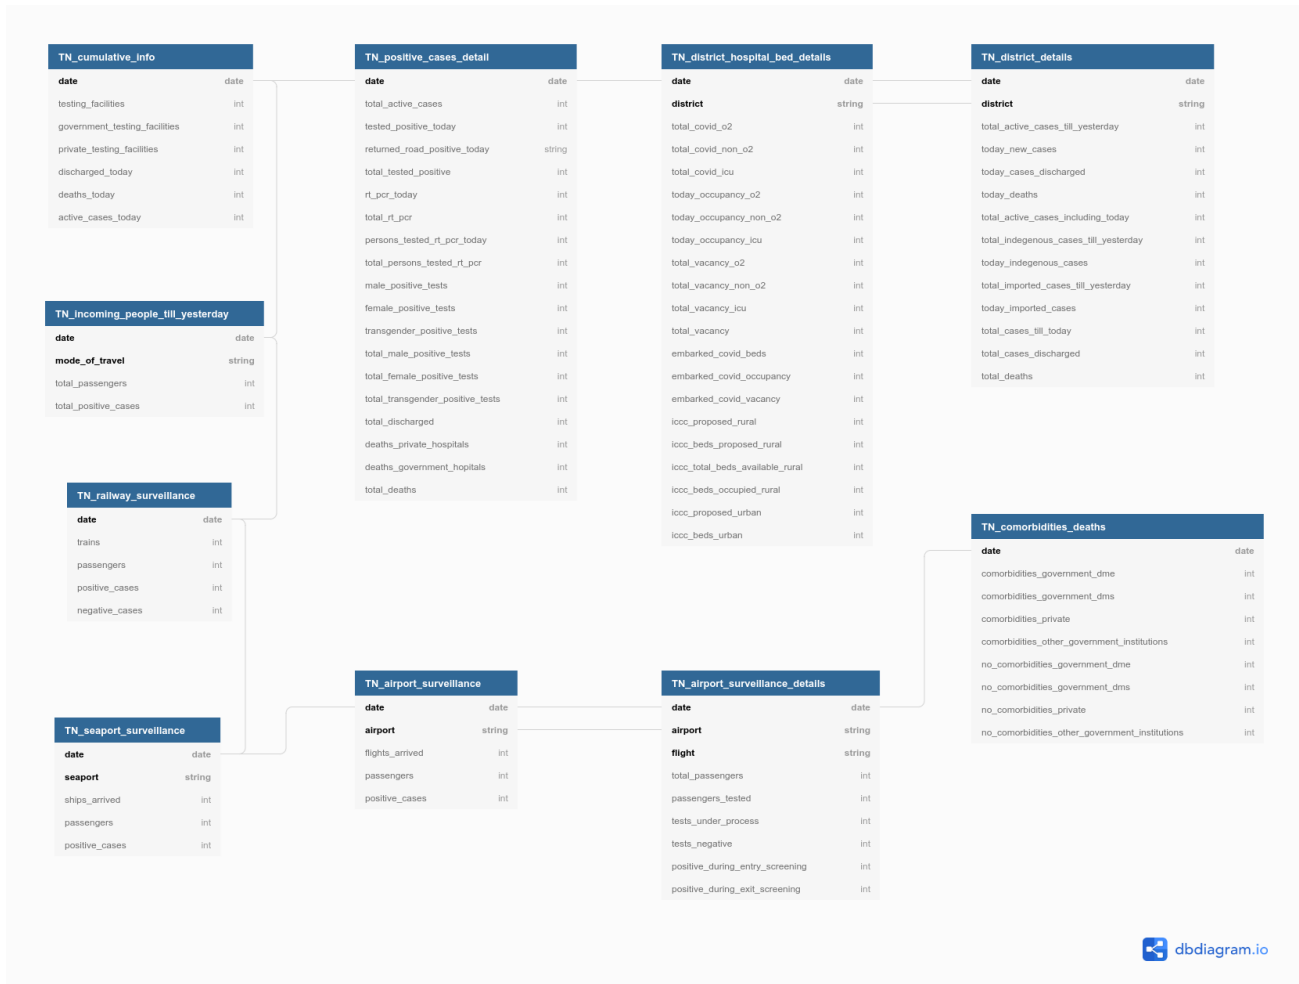 TN_cumulative_info
date date
testing_facilities int
government_testing_facilities int
private_testing_facilities int
discharged_today int
deaths_today int
active_cases_today int
TN_positive_cases_detail
date date
total_active_cases int
tested_positive_today int
returned_road_positive_today string
total_tested_positive int
rt_pcr_today int
total_rt_pcr int
persons_tested_rt_pcr_today int
total_persons_tested_rt_pcr int
male_positive_tests int
female_positive_tests int
transgender_positive_tests int
total_male_positive_tests int
total_female_positive_tests int
total_transgender_positive_tests int
total_discharged int
deaths_private_hospitals int
deaths_government_hopitals int
total_deaths int
TN_district_hospital_bed_details
date date
district string
total_covid_o2 int
total_covid_non_o2 int
total_covid_icu int
today_occupancy_o2 int
today_occupancy_non_o2 int
today_occupancy_icu int
total_vacancy_o2 int
total_vacancy_non_o2 int
total_vacancy_icu int
total_vacancy int
embarked_covid_beds int
embarked_covid_occupancy int
embarked_covid_vacancy int
iccc_proposed_rural int
iccc_beds_proposed_rural int
iccc_total_beds_available_rural int
iccc_beds_occupied_rural int
iccc_proposed_urban int
iccc_beds_urban int
TN_district_details
date date
district string
total_active_cases_till_yesterday int
today_new_cases int
today_cases_discharged int
today_deaths int
total_active_cases_including_today int
total_indegenous_cases_till_yesterday int
today_indegenous_cases int
total_imported_cases_till_yesterday int
today_imported_cases int
total_cases_till_today int
total_cases_discharged int
total_deaths int
TN_incoming_people_till_yesterday
date date
mode_of_travel string
total_passengers int
total_positive_cases int
TN_railway_surveillance
date date
trains int
passengers int
positive_cases int
negative_cases int
TN_comorbidities_deaths
date date
comorbidities_government_dme int
comorbidities_government_dms int
comorbidities_private int
comorbidities_other_government_institutions int
no_comorbidities_government_dme int
no_comorbidities_government_dms int
no_comorbidities_private int
no_comorbidities_other_government_institutions int
TN_seaport_surveillance
date date
seaport string
ships_arrived int
passengers int
positive_cases int
TN_airport_surveillance
date date
airport string
flights_arrived int
passengers int
positive_cases int
TN_airport_surveillance_details
date date
airport string
flight string
total_passengers int
passengers_tested int
tests_under_process int
tests_negative int
positive_during_entry_screening int
positive_during_exit_screening int
dbdiagram.io